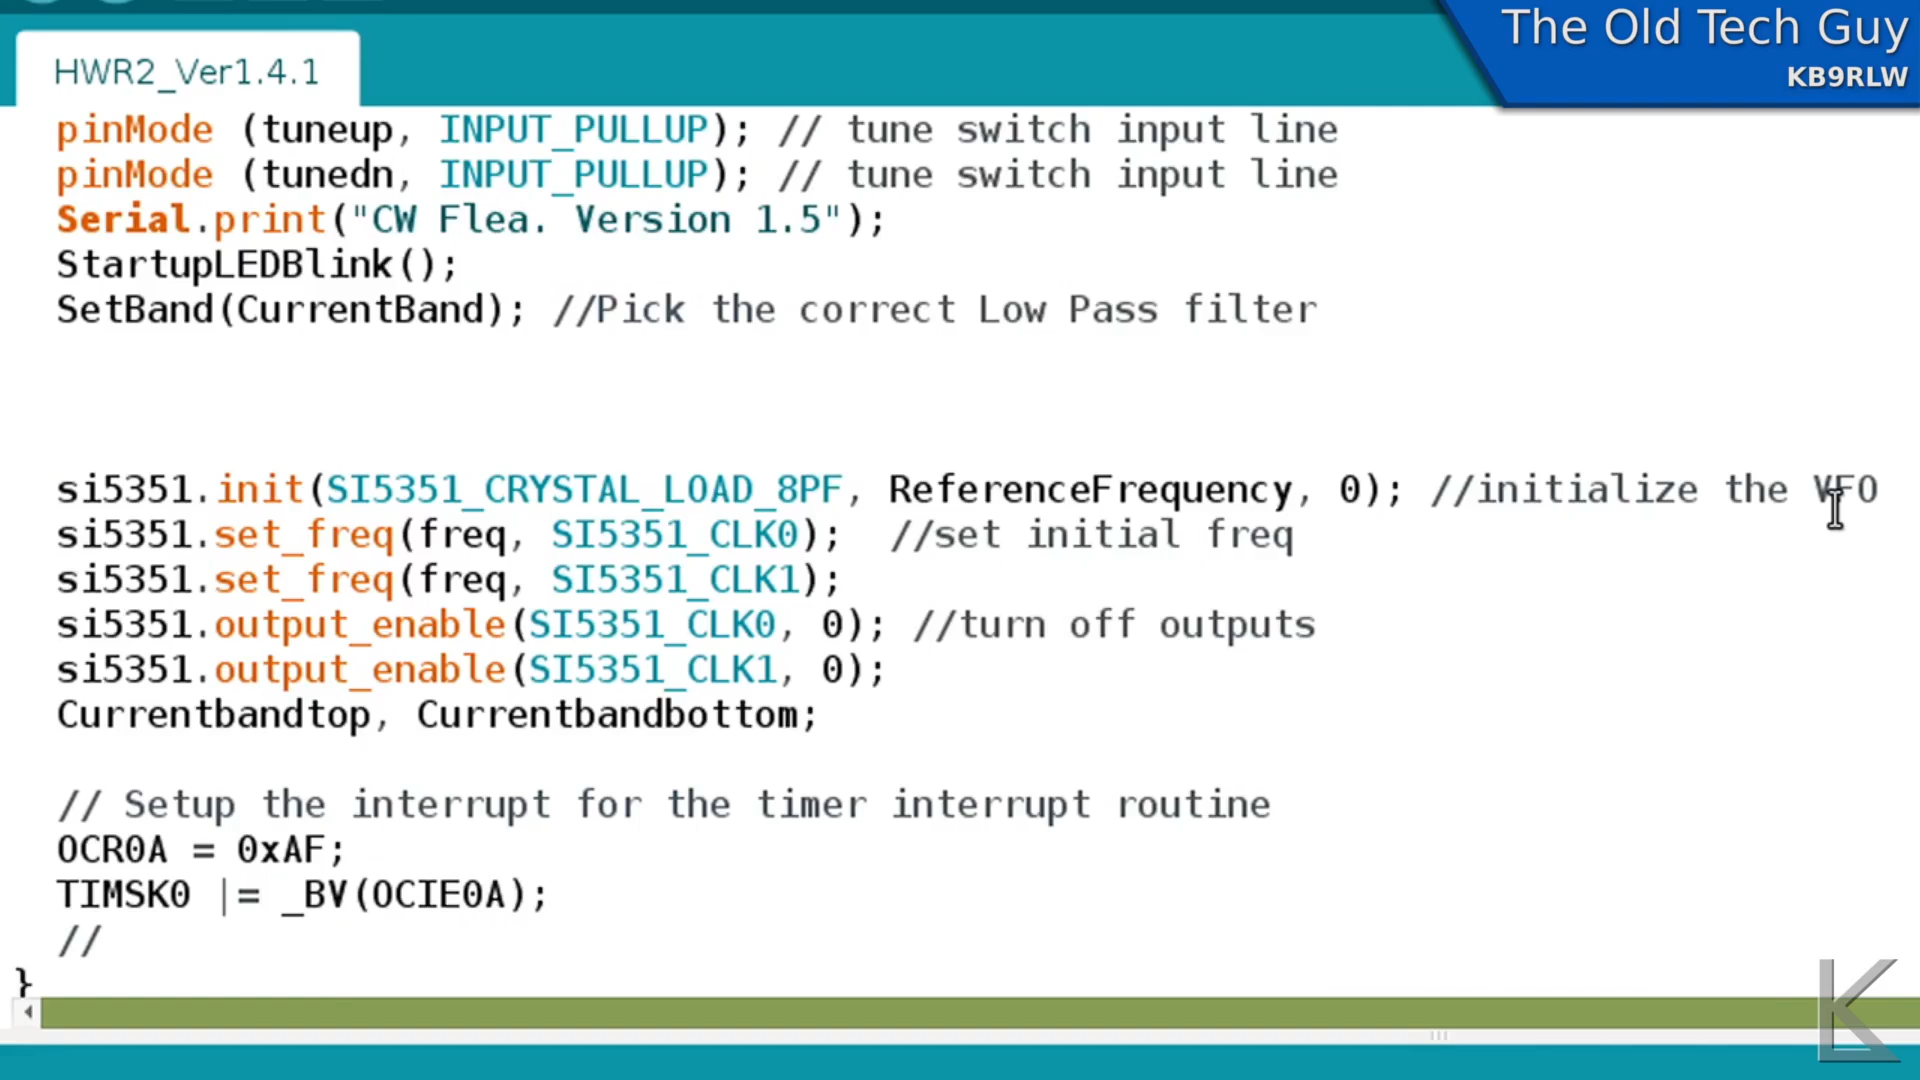 The Old Tech Guy
KB9RLW
HWR2_Ver1.4.1
pinMode (tuneup, INPUT_PULLUP); // tune switch input line
pinMode (tunedn, INPUT_PULLUP); // tune switch input line
Serial.print("CW Flea. Version 1.5");
StartupLEDBlink();
SetBand(CurrentBand); //Pick the correct Low Pass filter
si5351.init(SI5351_CRYSTAL_LOAD_8PF, ReferenceFrequency, 0); //initialize the VFO
si5351.set_freq(freq, SI5351_CLK0); //set initial freq
si5351.set_freq(freq, SI5351_CLK1);
si5351.output_enable(SI5351_CLK0, 0); //turn off outputs
si5351.output_enable(SI5351_CLK1, 0);
Currentbandtop, Currentbandbottom;
// Setup the interrupt for the timer interrupt routine
OCR0A = 0xAF;
TIMSK0 |= _BV(OCIE0A);
//
}
K